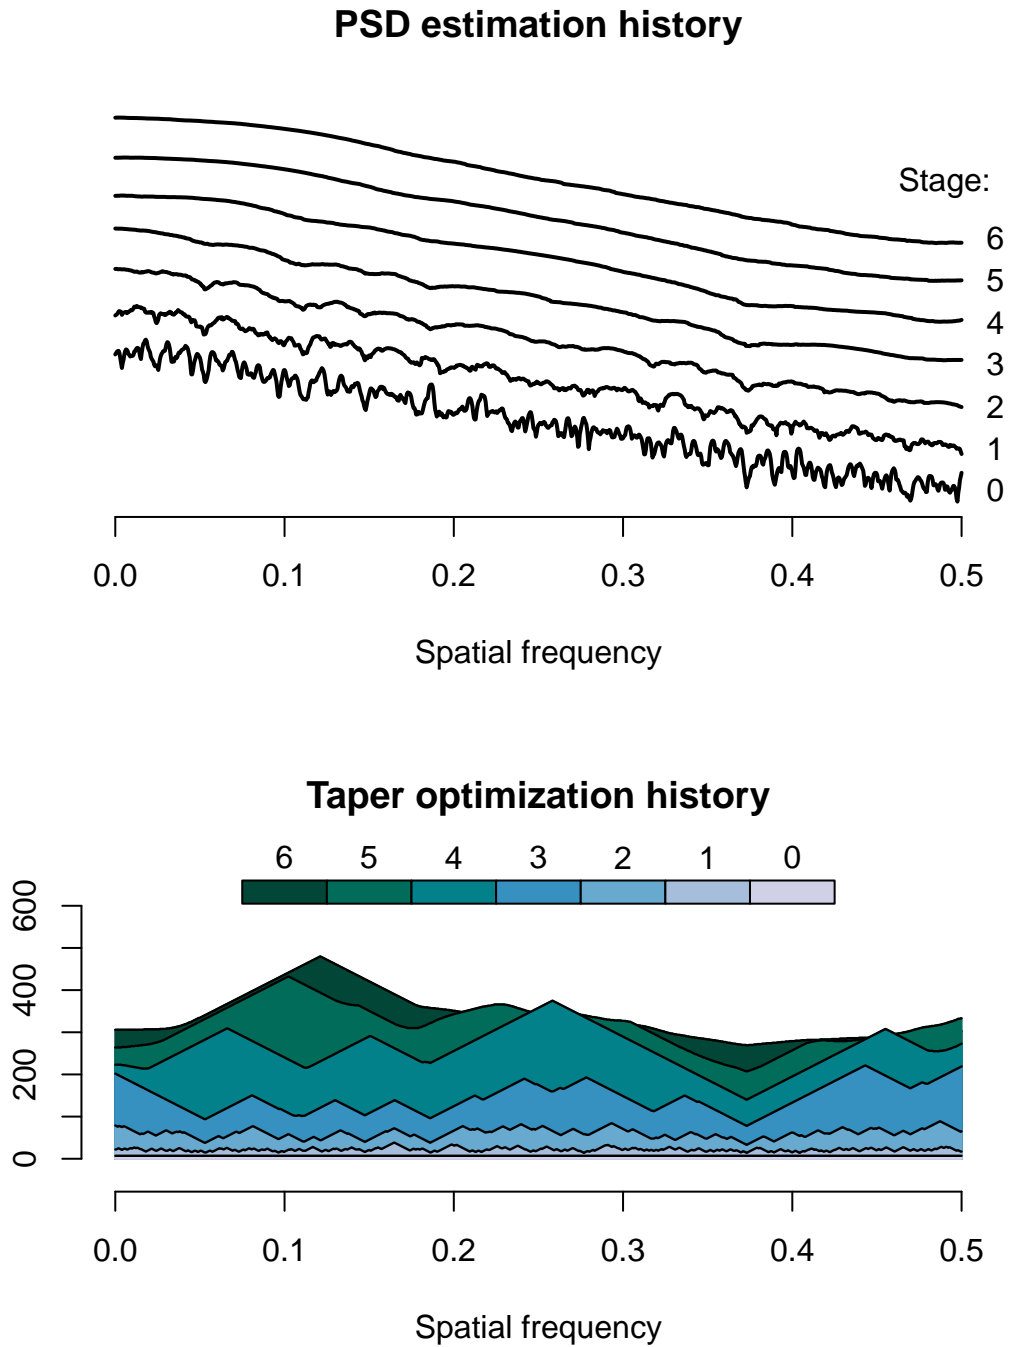 PSD estimation history
Stage:
6
5
4
3
2
1
0
0.0 0.1 0.2 0.3 0.4 0.5
Spatial frequency
Taper optimization history
6 5 4 3 2 1 0
600
400
200
0
0.0 0.1 0.2 0.3 0.4 0.5
Spatial frequency